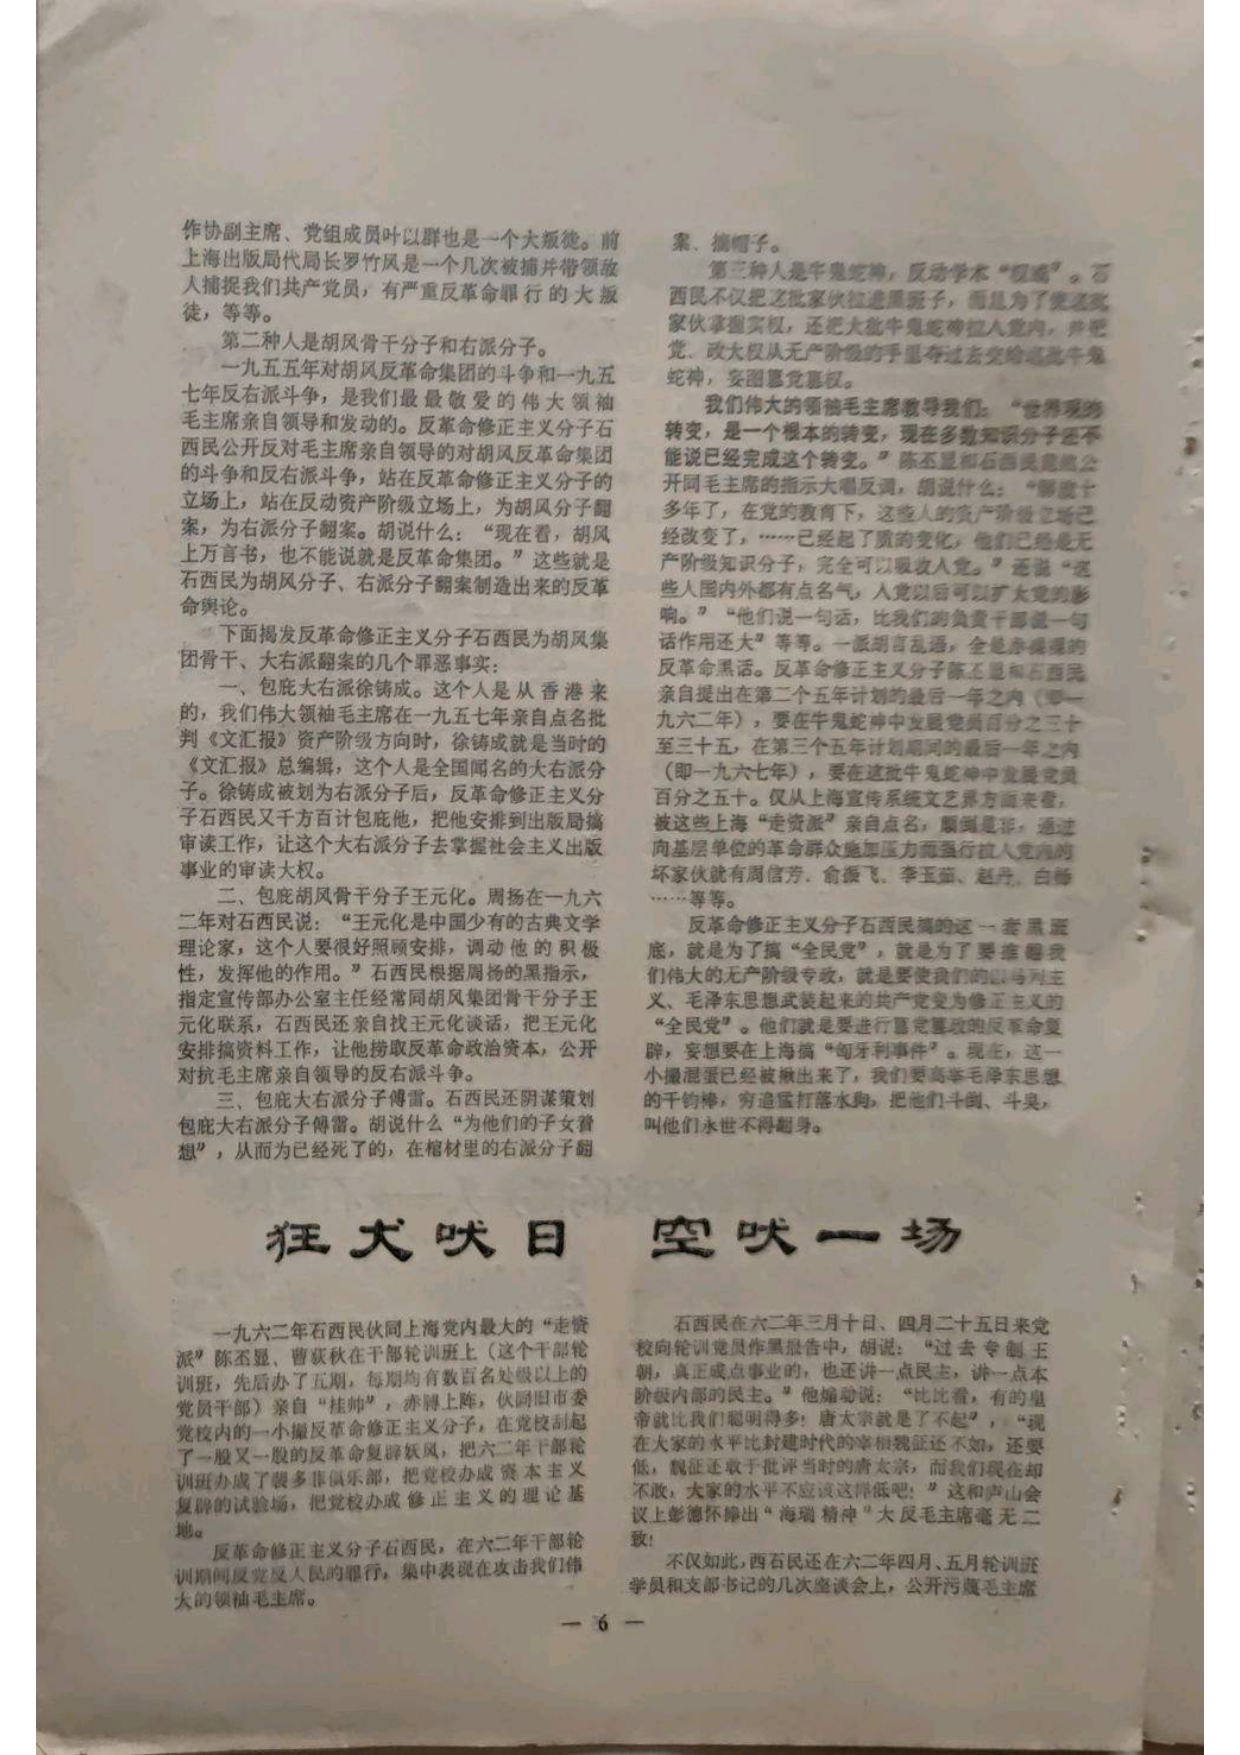 作协副主席、党组成员叶以群也是一个大叛徒。前
上海出版局代局长罗竹风是一个几次被捕并带领敌
人捕捉我们共产党员，有严重反革命罪行的大叛
徒，等等。
第二种人是胡风骨干分子和右派分子。
一九五五年对胡风反革命集团的斗争和一九五
七年反右派斗争，是我们最最敬爱的伟大领袖
毛主席亲自领导和发动的。反革命修正主义分子石
西民公开反对毛主席亲自领导的对胡风反革命集团
的斗争和反右派斗争，站在反革命修正主义分子的
立场上，站在反动资产阶级立场上，为胡风分子翻
案，为右派分子翻案。胡说什么：“现在看，胡风
上万言书，也不能说就是反革命集团。”这些就是
石西民为胡风分子、右派分子翻案制造出来的反革
命舆论。
下面揭发反革命修正主义分子石西民为胡风集
团骨干、大右派翻案的几个罪恶事实：
一、包庇大右派徐铸成。这个人是从香港来
的，我们伟大领袖毛主席在一九五七年亲自点名批
判《文汇报》资产阶级方向时，徐铸成就是当时的
《文汇报》总编辑，这个人是全国闻名的大右派分
子。徐铸成被划为右派分子后，反革命修正主义分
子石西民又千方百计包庇他，把他安排到出版局搞
审读工作，让这个大右派分子去掌握社会主义出版
事业的审读大权。
二、包庇胡风骨干分子王元化。周扬在一九六
二年对石西民说：“王元化是中国少有的古典文学
理论家，这个人要很好照顾安排，调动他的积极
性，发挥他的作用。”石西民根据周扬的黑指示，
指定宣传部办公室主任经常同胡风集团骨干分子王
元化联系，石西民还亲自找王元化谈话，把王元化
安排搞资料工作，让他捞取反革命政治资本，公开
对抗毛主席亲自领导的反右派斗争。
三、包庇大右派分子傅雷。石西民还阴谋策划
包庇大右派分子傅雷。胡说什么“为他们的子女着
想”，从而为已经死了的，在棺材里的右派分子翻
案、摘帽子。
第三种人是牛鬼蛇神，反动学术“权威”。石
西民不仅把这批家伙拉进黑班子，而且为了使这批
家伙掌握实权，还把大批牛鬼蛇神拉入党内，并把
党、政大权从无产阶级的手里夺过去交给这批牛鬼
蛇神，妄图篡党篡权。
我们伟大的领袖毛主席教导我们：“世界观的
转变，是一个根本的转变，现在多数知识分子还不
能说已经完成这个转变。”陈丕显和石西民竟然公
开同毛主席的指示大唱反调，胡说什么：“解放十
多年了，在党的教育下，这些人的资产阶级立场已
经改变了，……已经起了质的变化，他们已经是无
产阶级知识分子，完全可以吸收入党。”还说“这
些人国内外都有点名气，入党以后可以扩大党的影
响。”“他们说一句话，比我们的负责干部说一句
话作用还大”等等。一派胡言乱语，全是赤裸裸的
反革命黑话。反革命修正主义分子陈丕显和石西民
亲自提出在第二个五年计划的最后一年之内（即一
九六二年），要在牛鬼蛇神中发展党员百分之三十
至三十五，在第三个五年计划期间的最后一年之内
（即一九六七年），要在这批牛鬼蛇神中发展党员
百分之五十。仅从上海宣传系统文艺界方面来看，
被这些上海“走资派”亲自点名，颠倒是非，通过
向基层单位的革命群众施加压力而强行拉入党内的
坏家伙就有周信芳、俞振飞、李玉茹、赵丹、白杨
……等等。
反革命修正主义分子石西民搞的这一套黑班
底，就是为了搞“全民党”，就是为了要推翻我
们伟大的无产阶级专政，就是要使我们的以马列主
义、毛泽东思想武装起来的共产党变为修正主义的
“全民党”。他们就是要进行篡党篡政的反革命复
辟，妄想要在上海搞“匈牙利事件”。现在，这一
小撮混蛋已经被揪出来了，我们要高举毛泽东思想
的千钧棒，穷追猛打落水狗，把他们斗倒、斗臭，
叫他们永世不得翻身。
狂犬吠日 空吠一场
一九六二年石西民伙同上海党内最大的“走资
派”陈丕显、曹荻秋在干部轮训班上（这个干部轮
训班，先后办了五期，每期均有数百名处级以上的
党员干部）亲自“挂帅”，赤膊上阵，伙同旧市委
党校内的一小撮反革命修正主义分子，在党校刮起
了一股又一股的反革命复辟妖风，把六二年干部轮
训班办成了裴多菲俱乐部，把党校办成资本主义
复辟的试验场，把党校办成修正主义的理论基
地。
反革命修正主义分子石西民，在六二年干部轮
训期间反党反人民的罪行，集中表现在攻击我们伟
大的领袖毛主席。
石西民在六二年三月十日、四月二十五日来党
校向轮训党员作黑报告中，胡说：“过去专制王
朝，真正成点事业的，也还讲一点民主，讲一点本
阶级内部的民主。”他煽动说：“比比看，有的皇
帝就比我们聪明得多！唐太宗就是了不起”，“现
在大家的水平比封建时代的宰相魏征还不如，还要
低，魏征还敢于批评当时的唐太宗，而我们现在却
不敢，大家的水平不应该这样低吧！”这和庐山会
议上彭德怀捧出“海瑞精神”大反毛主席毫无二
致！
不仅如此，西石民还在六二年四月、五月轮训班
学员和支部书记的几次座谈会上，公开污蔑毛主席
— 6 —